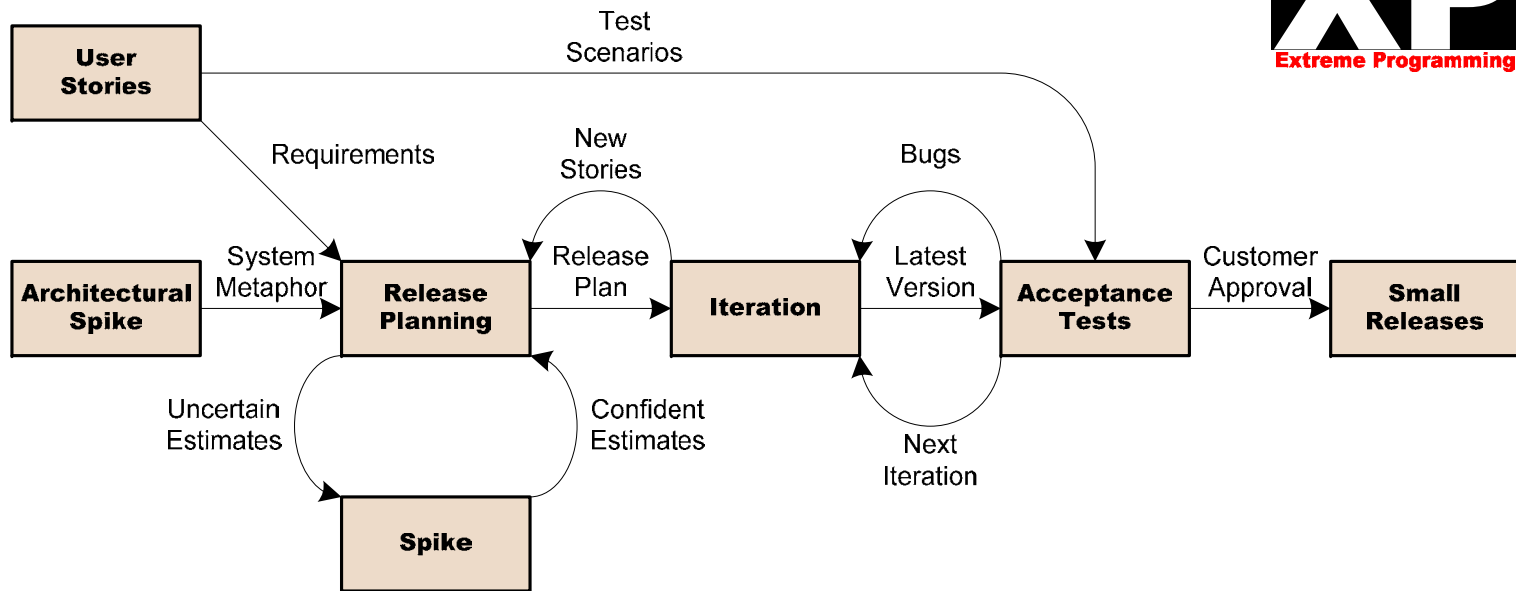 XP
Extreme Programming
Test
Scenarios
User
Stories
Requirements
New
Stories
Bugs
System
Metaphor
Release
Plan
Latest
Version
Customer
Approval
Architectural
Spike
Release
Planning
Iteration
Acceptance
Tests
Small
Releases
Uncertain
Estimates
Confident
Estimates
Next
Iteration
Spike